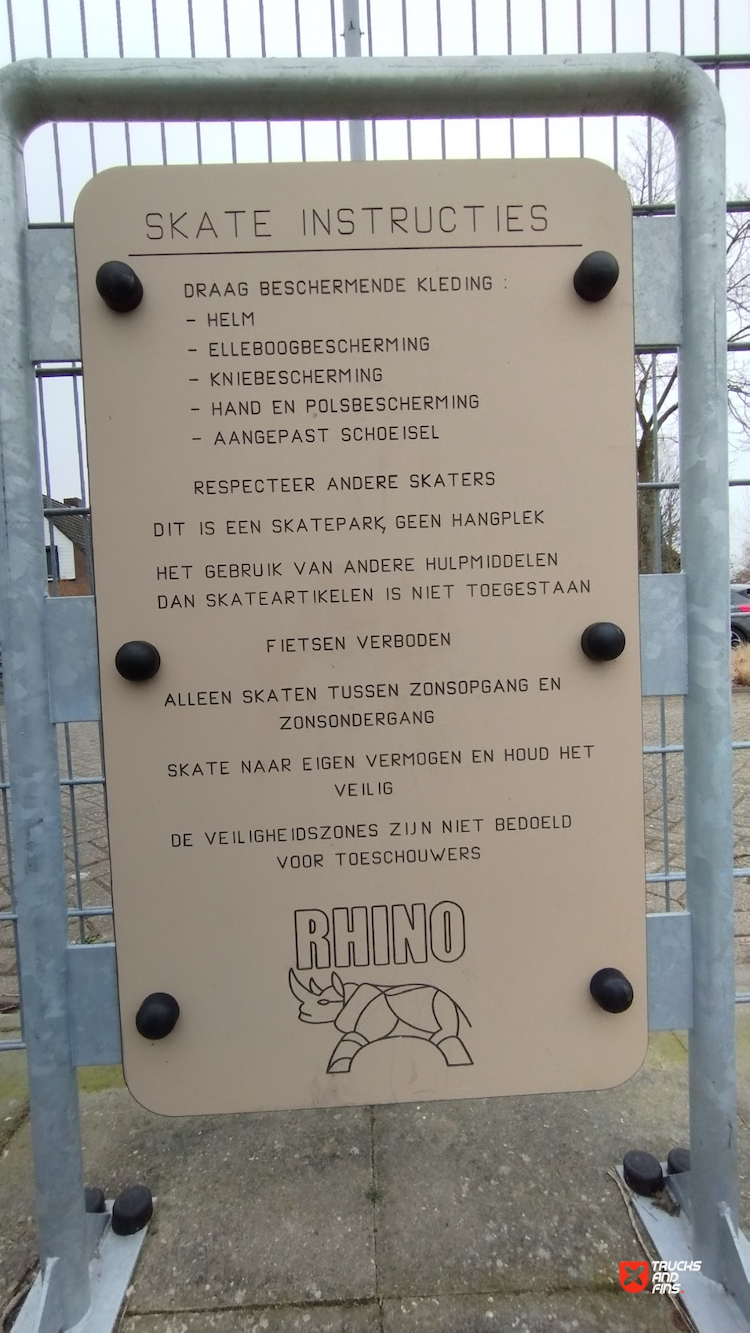 SKATE INSTRUCTIES
DRAAG BESCHERMENDE KLEDING :
- HELM
- ELLEBOOGBESCHERMING
- KNIEBESCHERMING
- HAND EN POLSBESCHERMING
- AANGEPAST SCHOEISEL
RESPECTEER ANDERE SKATERS
DIT IS EEN SKATEPARK, GEEN HANGPLEK
HET GEBRUIK VAN ANDERE HULPMIDDELEN
DAN SKATEARTIKELEN IS NIET TOEGESTAAN
FIETSEN VERBODEN
ALLEEN SKATEN TUSSEN ZONSOPGANG EN
ZONSONDERGANG
SKATE NAAR EIGEN VERMOGEN EN HOUD HET
VEILIG
DE VEILIGHEIDSZONES ZIJN NIET BEDOELD
VOOR TOESCHOUWERS
RHINO
TRUCKS
AND
FINS